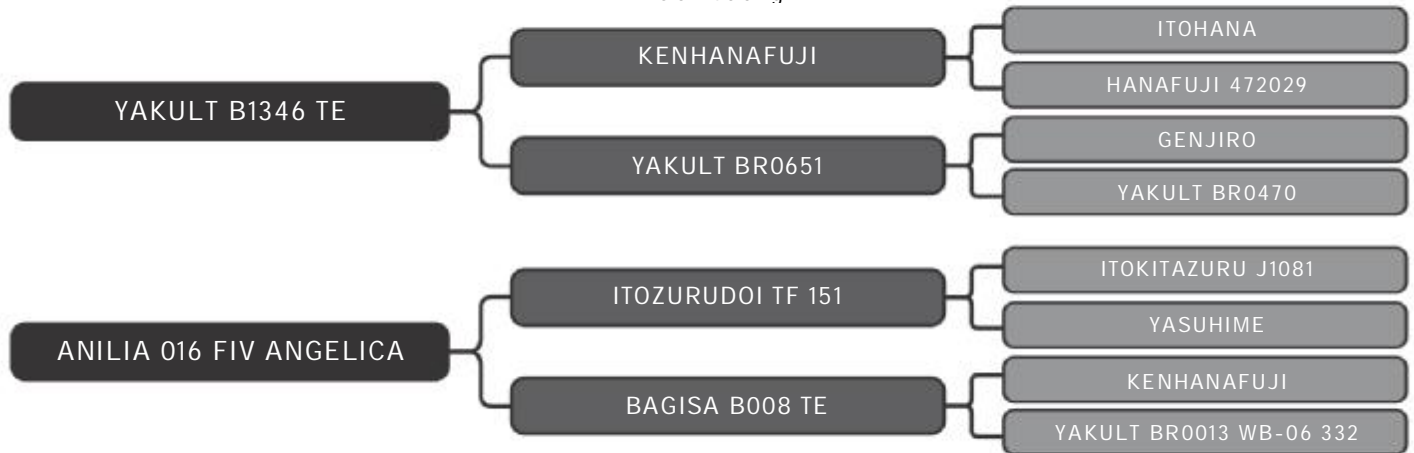 KENHANAFUJI
ITOHANA
HANAFUJI 472029
YAKULT B1346 TE
YAKULT BR0651
GENJIRO
YAKULT BR0470
ITOZURUDOI TF 151
ITOKITAZURU J1081
YASUHIME
ANILIA 016 FIV ANGELICA
BAGISA B008 TE
KENHANAFUJI
YAKULT BR0013 WB-06 332